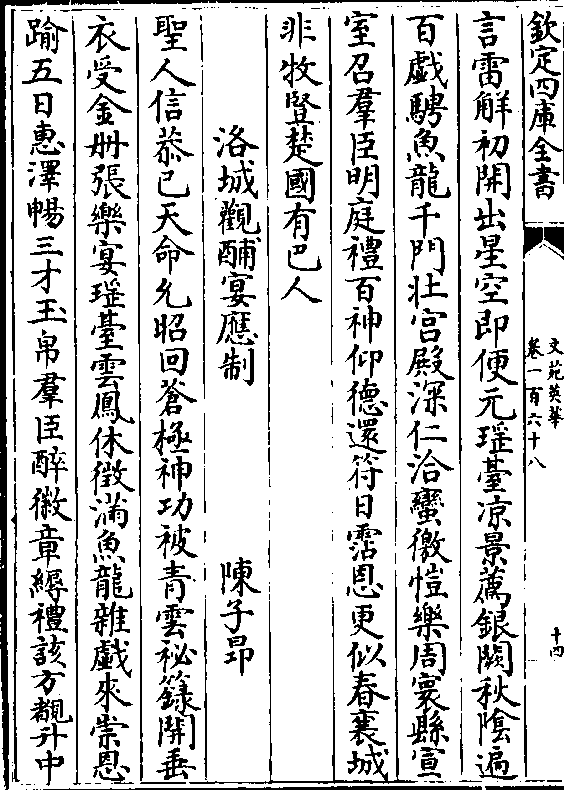 欽定四庫全書
文苑英華
卷一百六十八
十四
言雷解初開出星空即便元瑶臺凉景薦銀闕秋隂遍
百戲騁魚龍千門壮宫殿深仁洽蠻徼愷樂周寰縣宣
室召羣臣明庭禮百神仰德還符日霑恩更似春襄城
非牧豎楚國有巴人
洛城觀酺宴應制
陳子昻
聖人信恭已天命允昭回蒼極神功被青雲祕籙開垂
衣受金册張樂宴瑶臺雲鳳休徵滿魚龍雜戲來崇恩
踰五日惠澤暢三才玉帛羣臣醉徽章縟禮該方覩升中